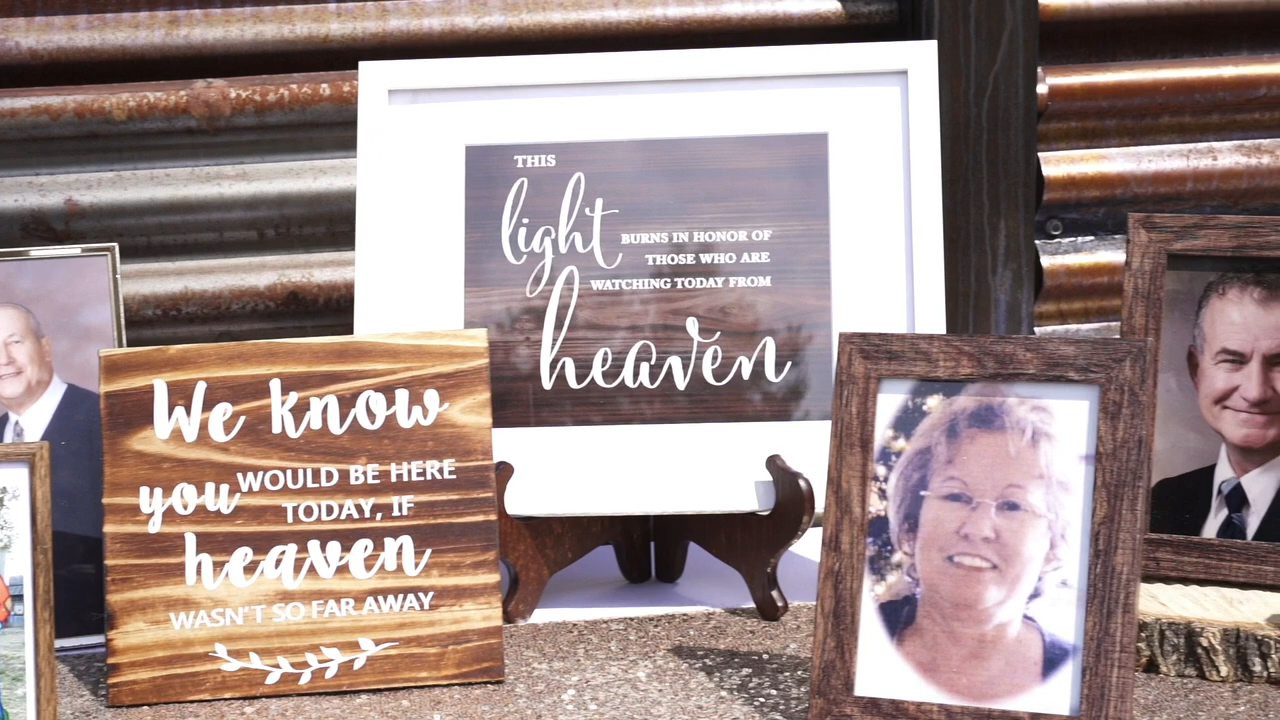 THIS
light BURNS IN HONOR OF
THOSE WHO ARE
WATCHING TODAY FROM
heaven
We know
you WOULD BE HERE
TODAY, IF
heaven
WASN'T SO FAR AWAY